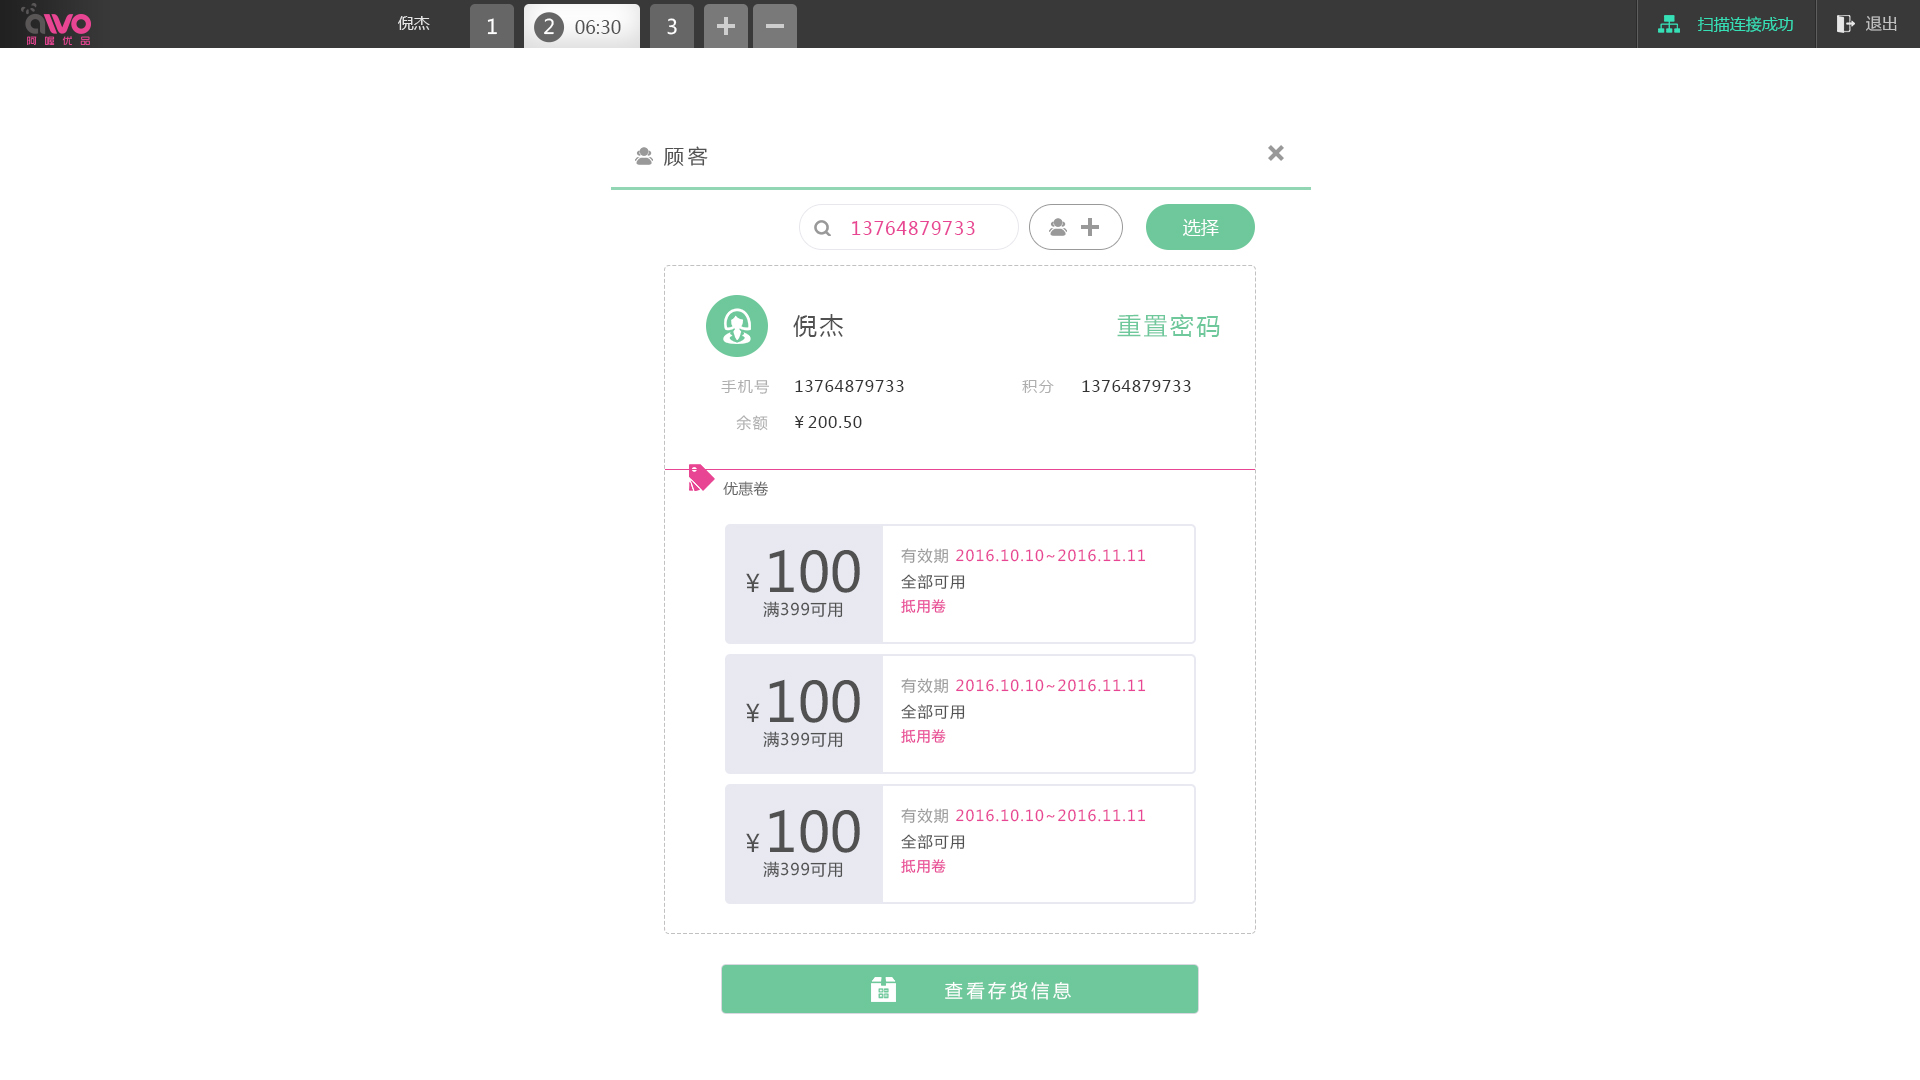 awo
阿喔优品
倪杰
1
2 06:30
3
扫描连接成功
退出
顾客
13764879733
选择
倪杰
重置密码
手机号 13764879733
积分 13764879733
余额 ¥200.50
优惠卷
¥100
满399可用
有效期 2016.10.10~2016.11.11
全部可用
抵用卷
¥100
满399可用
有效期 2016.10.10~2016.11.11
全部可用
抵用卷
¥100
满399可用
有效期 2016.10.10~2016.11.11
全部可用
抵用卷
查看存货信息